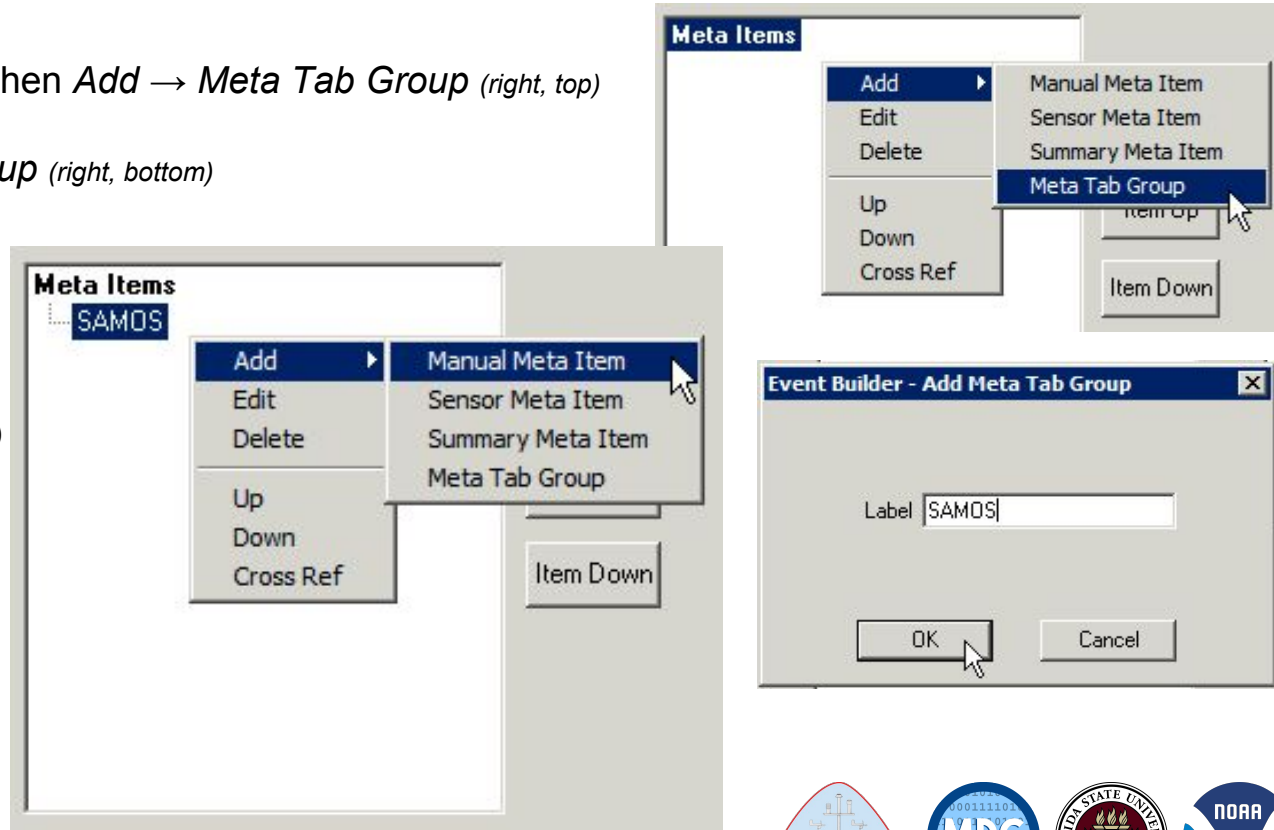 hen Add → Meta Tab Group (right, top)
up (right, bottom)
Meta Items
Add
Edit
Delete
Up
Down
Cross Ref
Manual Meta Item
Sensor Meta Item
Summary Meta Item
Meta Tab Group
Item Up
Item Down
Meta Items
SAMOS
Add
Edit
Delete
Up
Down
Cross Ref
Manual Meta Item
Sensor Meta Item
Summary Meta Item
Meta Tab Group
Item Down
)
Event Builder - Add Meta Tab Group
Label SAMOS
OK
Cancel
STATE
NOAA